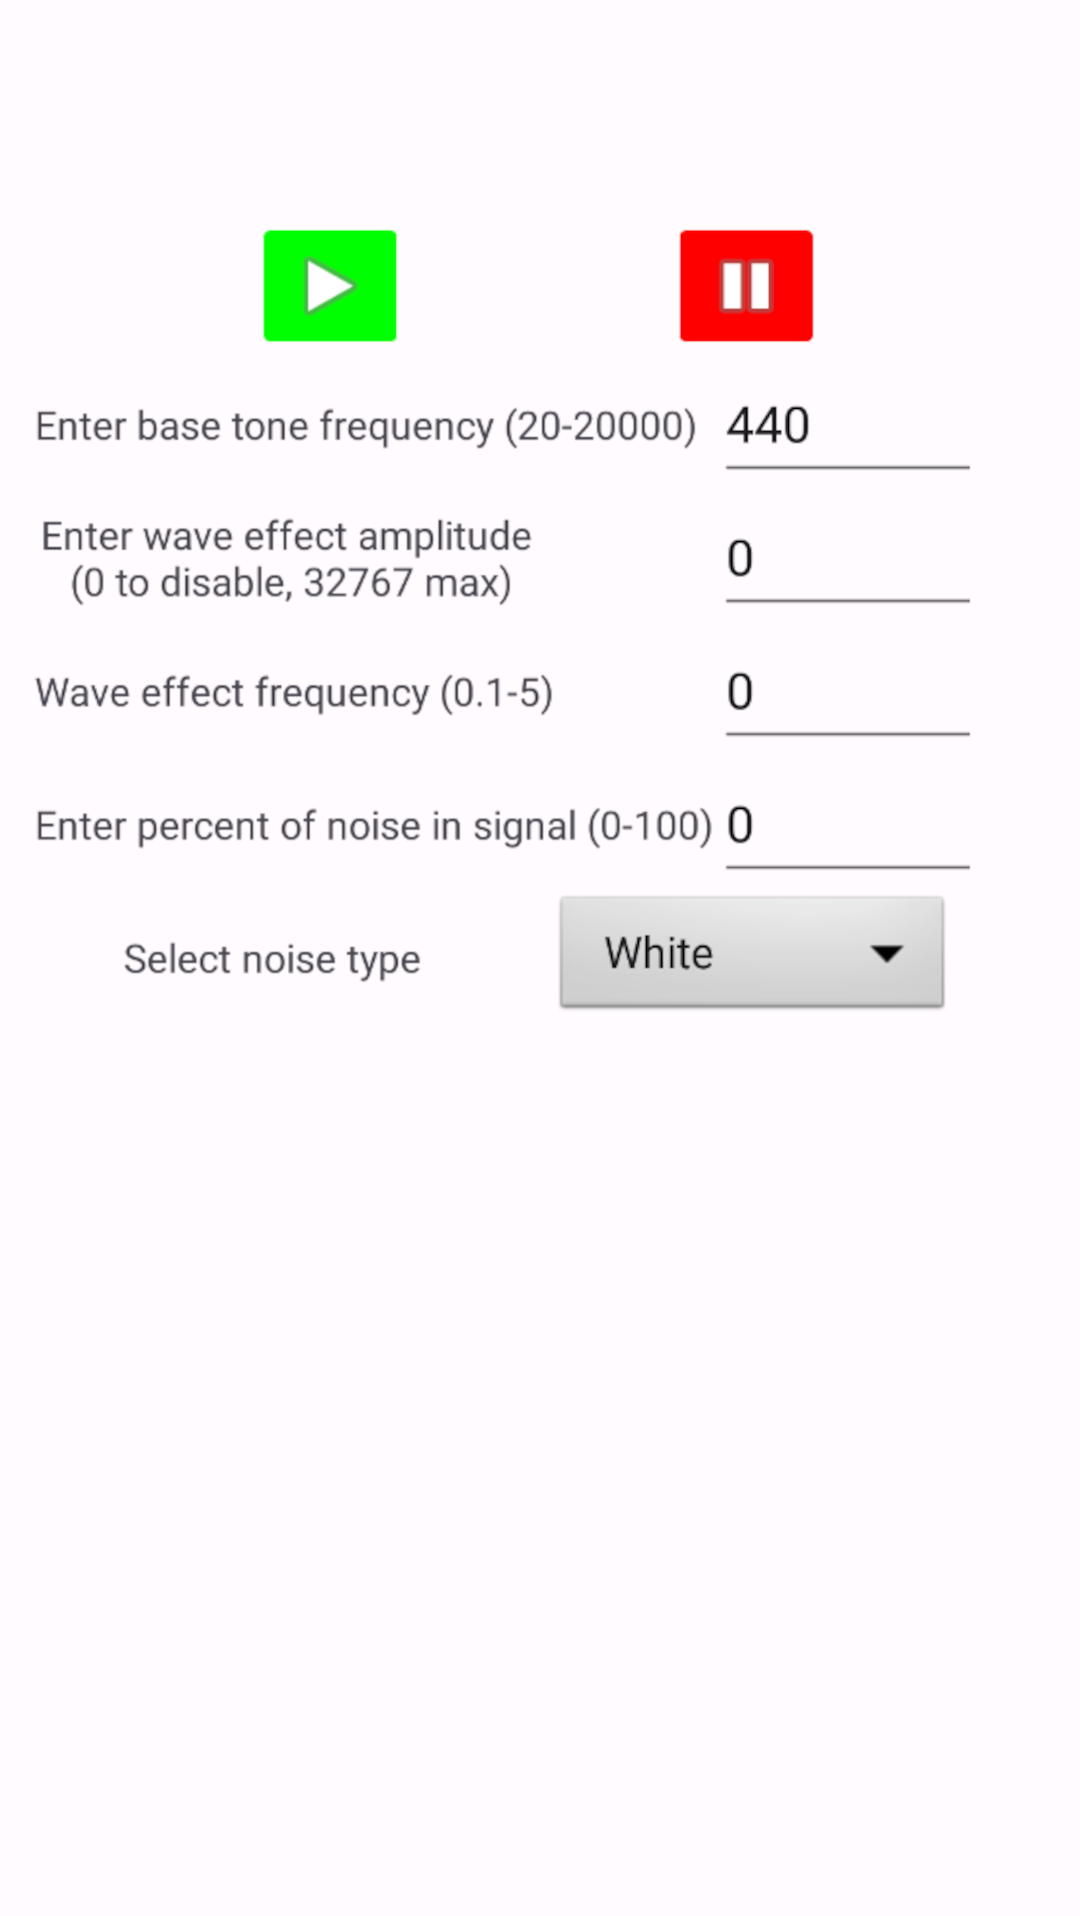 Enter base tone frequency (20-20000) 440
Enter wave effect amplitude
(0 to disable, 32767 max)
0
Wave effect frequency (0.1-5) 0
Enter percent of noise in signal (0-100) 0
Select noise type White